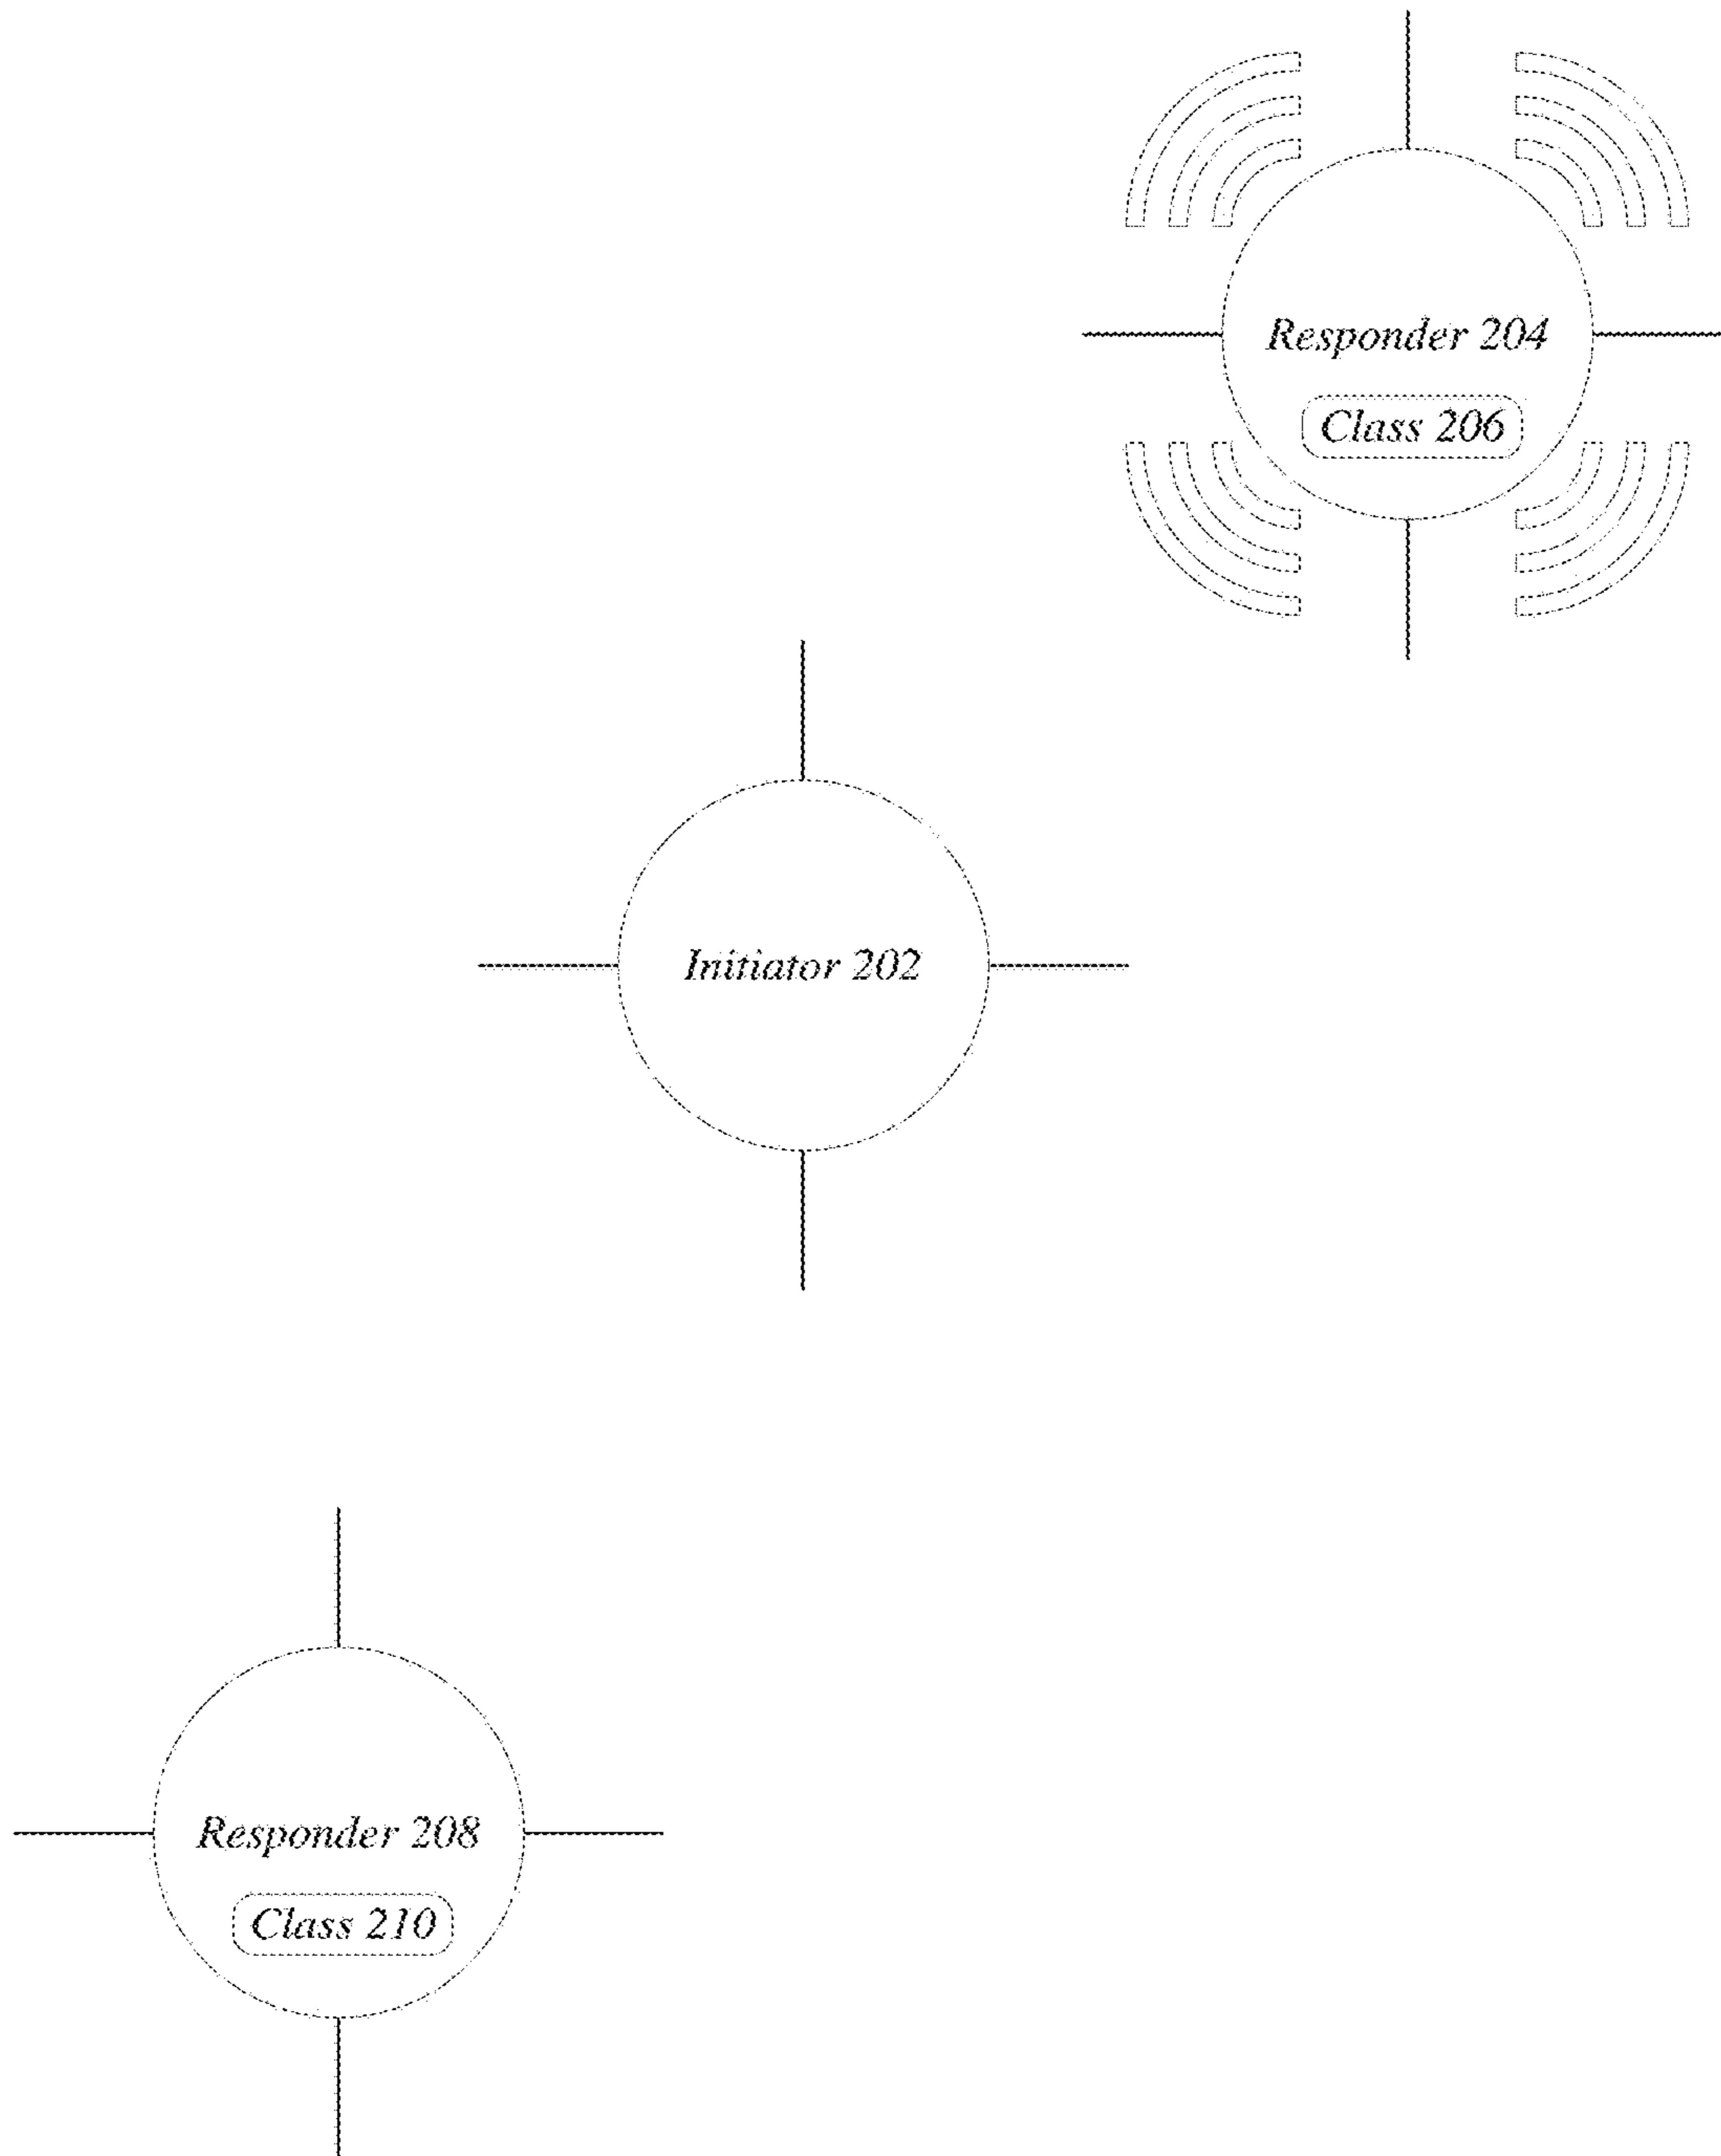 Responder 204
Class 206
Initiator 202
Responder 208
Class 210